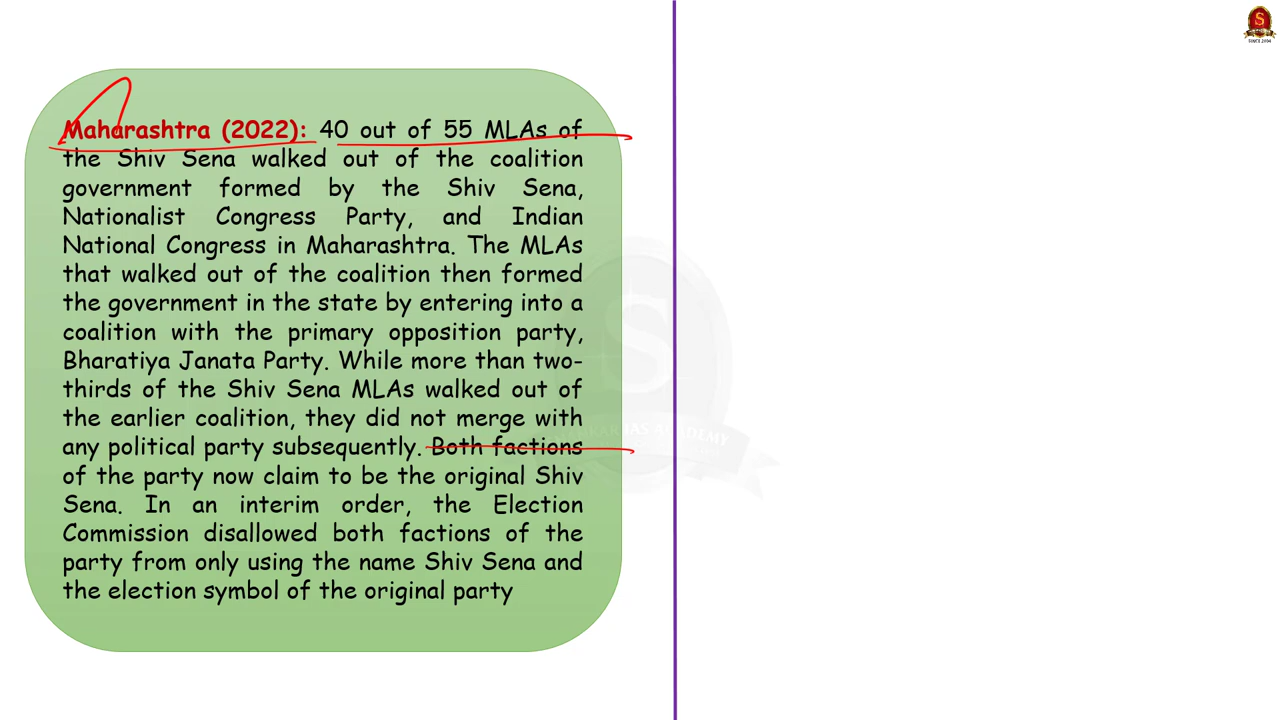 Maharashtra (2022): 40 out of 55 MLAs of
the Shiv Sena walked out of the coalition
government formed by the Shiv Sena,
Nationalist Congress Party, and Indian
National Congress in Maharashtra. The MLAs
that walked out of the coalition then formed
the government in the state by entering into a
coalition with the primary opposition party,
Bharatiya Janata Party. While more than two-
thirds of the Shiv Sena MLAs walked out of
the earlier coalition, they did not merge with
any political party subsequently. Both factions
of the party now claim to be the original Shiv
Sena. In an interim order, the Election
Commission disallowed both factions of the
party from only using the name Shiv Sena and
the election symbol of the original party
S
SINCE 2004